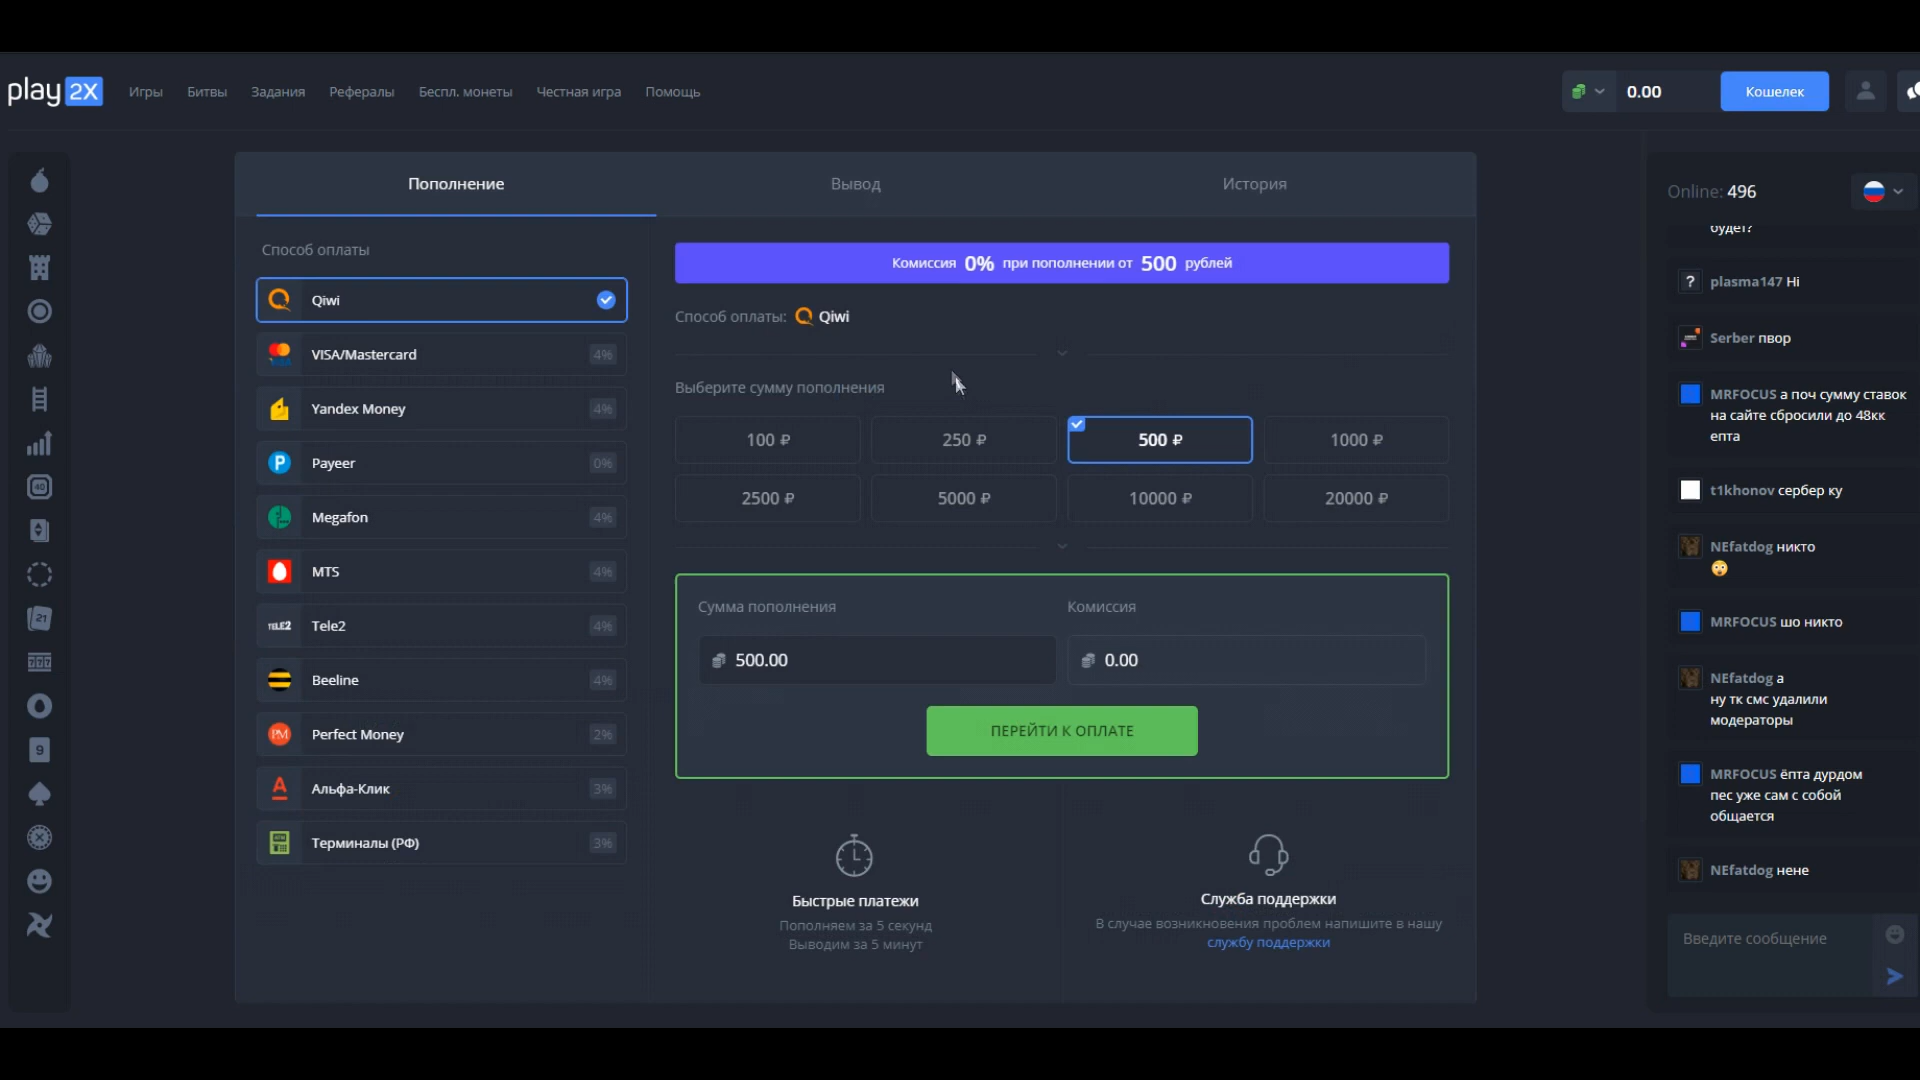 play 2X
Игры Битвы Задания Рефералы Беспл. монеты Честная игра Помощь
0.00
Кошелек
Пополнение Вывод История
Способ оплаты
Qiwi
VISA/Mastercard 4%
Yandex Money 4%
Payeer 0%
Megafon 4%
MTS 4%
TELE2 Tele2 4%
Beeline 4%
PM Perfect Money 2%
Альфа-Клик 3%
Терминалы (РФ) 3%
Комиссия 0% при пополнении от 500 рублей
Способ оплаты: Qiwi
Выберите сумму пополнения
100 ₽ 250 ₽ 500 ₽ 1000 ₽
2500 ₽ 5000 ₽ 10000 ₽ 20000 ₽
Сумма пополнения Комиссия
500.00 0.00
ПЕРЕЙТИ К ОПЛАТЕ
Быстрые платежи
Пополняем за 5 секунд
Выводим за 5 минут
Служба поддержки
В случае возникновения проблем напишите в нашу
службу поддержки
Online: 496
будет?
? plasma147 Hi
Serber пвор
MRFOCUS а поч сумму ставок
на сайте сбросили до 48кк
епта
t1khonov сербер ку
NEfatdog никто
😳
MRFOCUS шо никто
NEfatdog а
ну тк смс удалили
модераторы
MRFOCUS ёпта дурдом
пес уже сам с собой
общается
NEfatdog нене
Введите сообщение
40
21
777
9